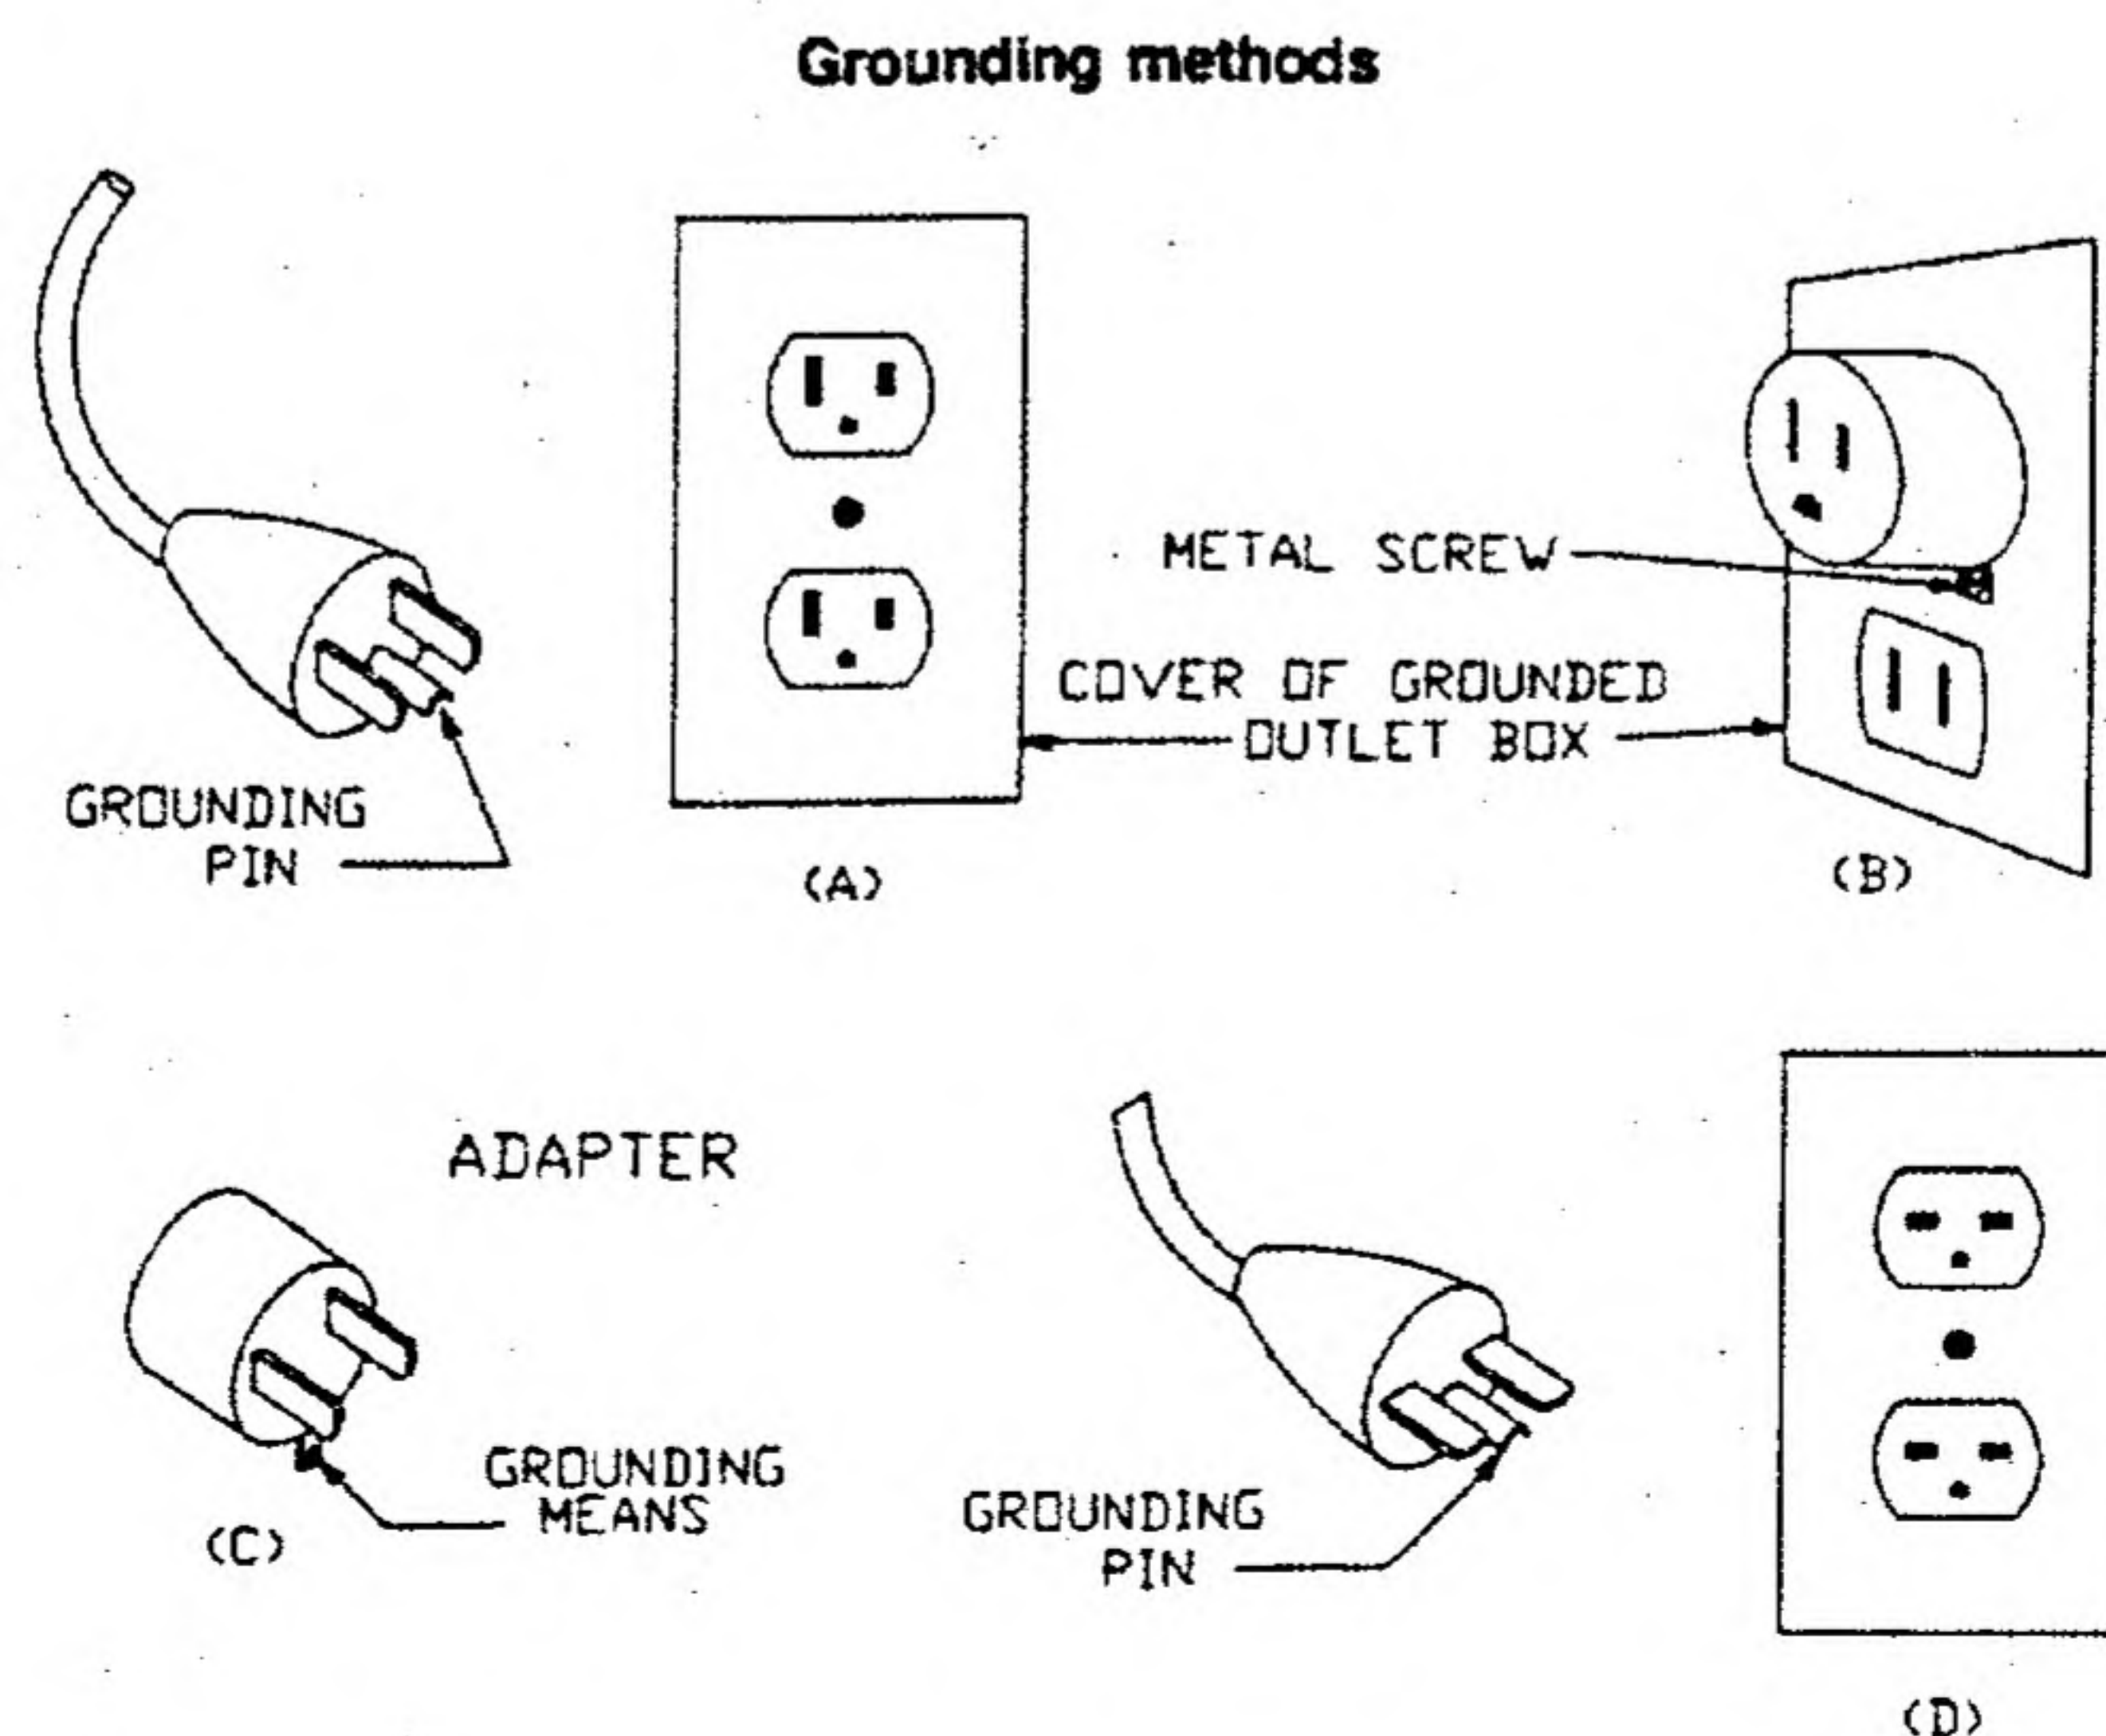 Grounding methods
METAL SCREW
COVER OF GROUNDED
OUTLET BOX
GROUNDING
PIN
(A)
(B)
ADAPTER
GROUNDING
MEANS
(C)
GROUNDING
PIN
(D)